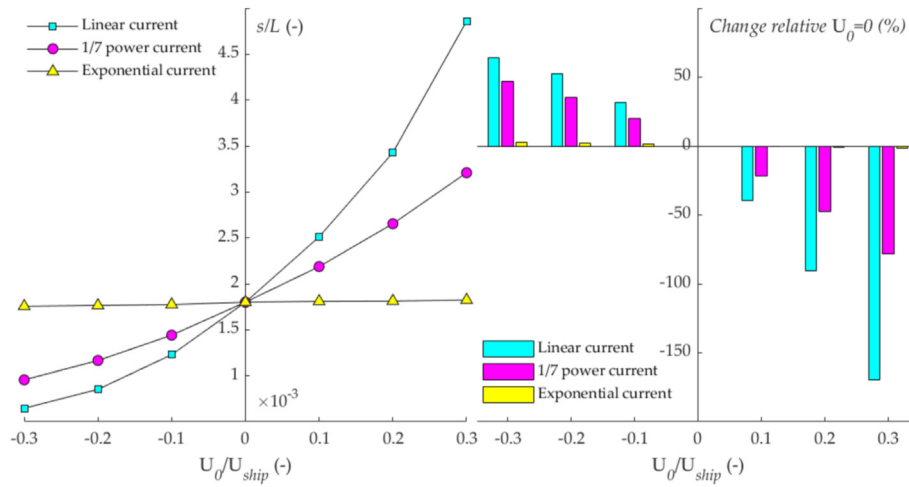 Linear current
1/7 power current
Exponential current
s/L (-)
4.5
4
3.5
3
2.5
2
1.5
1
×10⁻³
-0.3
-0.2
-0.1
0
0.1
0.2
0.3
U₀/Uship (-)
Change relative U₀=0 (%)
50
0
-50
-100
-150
Linear current
1/7 power current
Exponential current
-0.3
-0.2
-0.1
0
0.1
0.2
0.3
U₀/Uship (-)